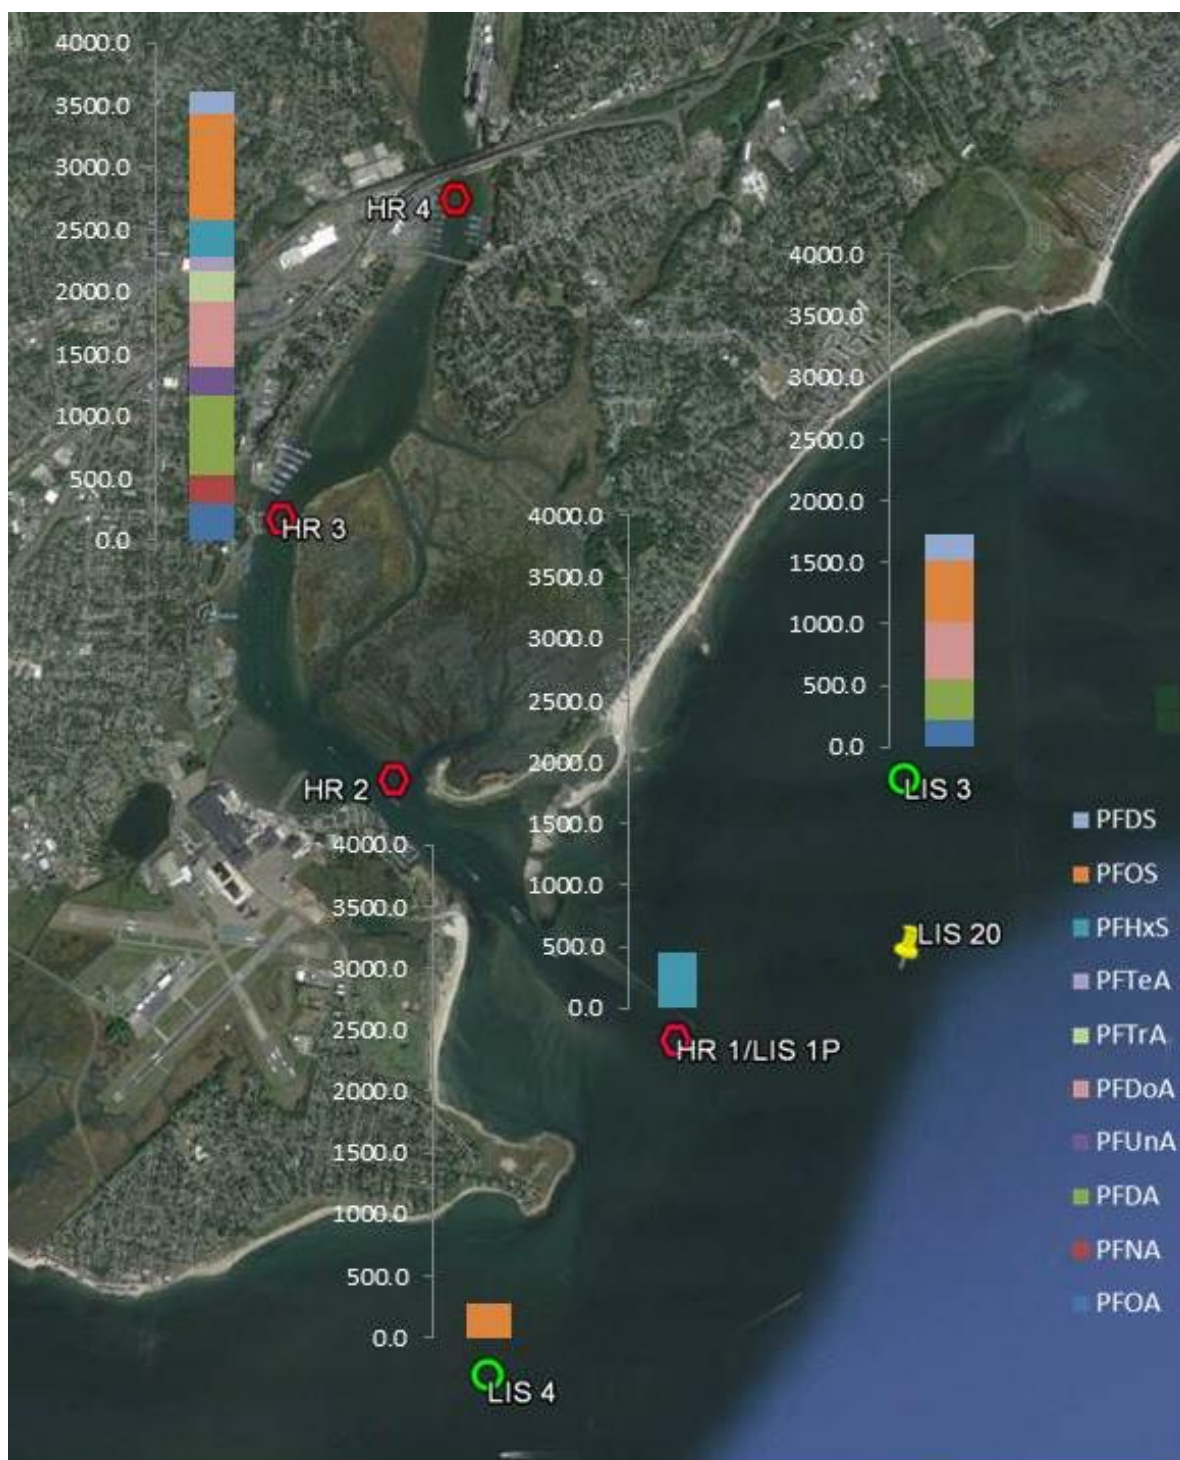 4000.0
3500.0
3000.0
2500.0
2000.0
1500.0
1000.0
500.0
0.0
HR 4
HR 3
HR 2
4000.0
3500.0
3000.0
2500.0
2000.0
1500.0
1000.0
500.0
0.0
LIS 3
4000.0
3500.0
3000.0
2500.0
2000.0
1500.0
1000.0
500.0
0.0
HR 1/LIS 1P
LIS 20
4000.0
3500.0
3000.0
2500.0
2000.0
1500.0
1000.0
500.0
0.0
LIS 4
PFDS
PFOS
PFHxS
PFTeA
PFTrA
PFDoA
PFUnA
PFDA
PFNA
PFOA